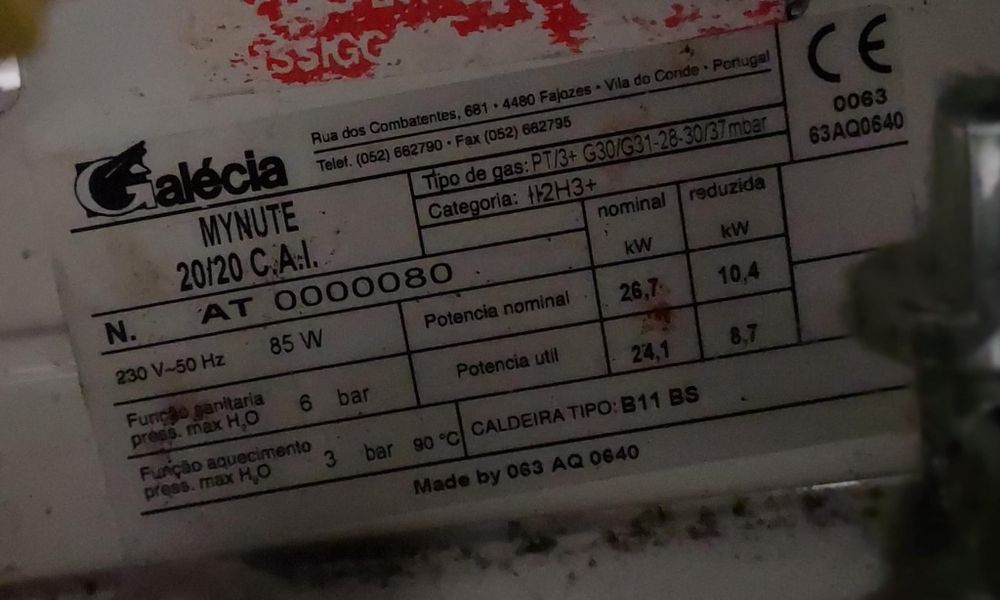 SSIGC
Galécia
Rua dos Combatentes, 681 • 4480 Fajozes • Vila do Conde • Portugal
Telef. (052) 662790 • Fax (052) 662795
CE
0063
63AQ0640
MYNUTE
20/20 C.A.I.
Tipo de gas: PT/3+ G30/G31-28-30/37mbar
Categoria: II2H3+
N. AT 0000080
nominal reduzida
kW kW
230 V~50 Hz 85 W
Potencia nominal 26,7 10,4
Potencia util 24,1 8,7
Função sanitaria
press. max H2O 6 bar
Função aquecimento
press. max H2O 3 bar 90 °C
CALDEIRA TIPO: B11 BS
Made by 063 AQ 0640